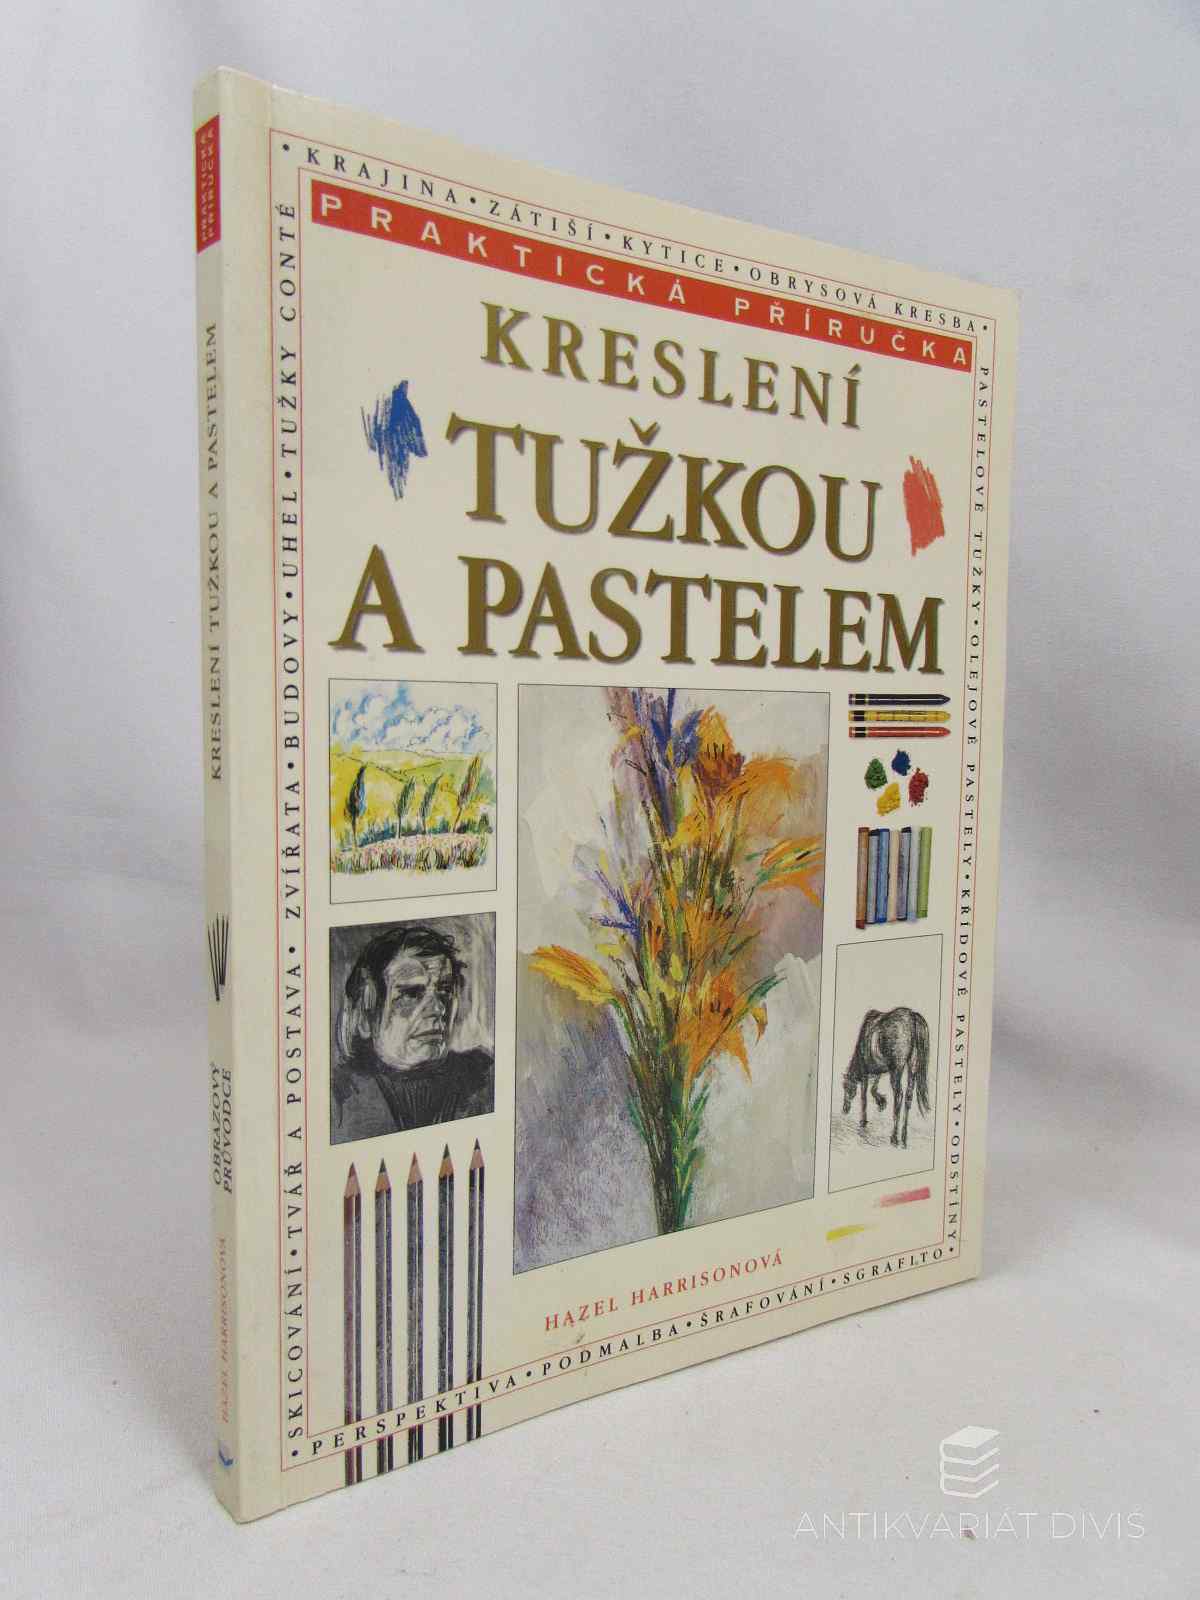 • KRAJINA • ZÁTIŠÍ • KYTICE • OBRYSOVÁ KRESBA •
PRAKTICKÁ PŘÍRUČKA
KRESLENÍ
TUŽKOU
A PASTELEM
PASTELOVÉ TUŽKY • OLEJOVÉ PASTELY • KŘÍDOVÉ PASTELY • ODSTÍNY •
• SKICOVÁNÍ • TVÁŘ A POSTAVA • ZVÍŘATA • BUDOVY • UHEL • TUŽKY CONTÉ
HAZEL HARRISONOVÁ
PERSPEKTIVA • PODMALBA • ŠRAFOVÁNÍ • SGRAFITO
PRAKTICKÁ
PŘÍRUČKA
KRESLENÍ TUŽKOU A PASTELEM
OBRAZOVÝ
PRŮVODCE
HAZEL HARRISONOVÁ
ANTIKVARIÁT DIVIŠ